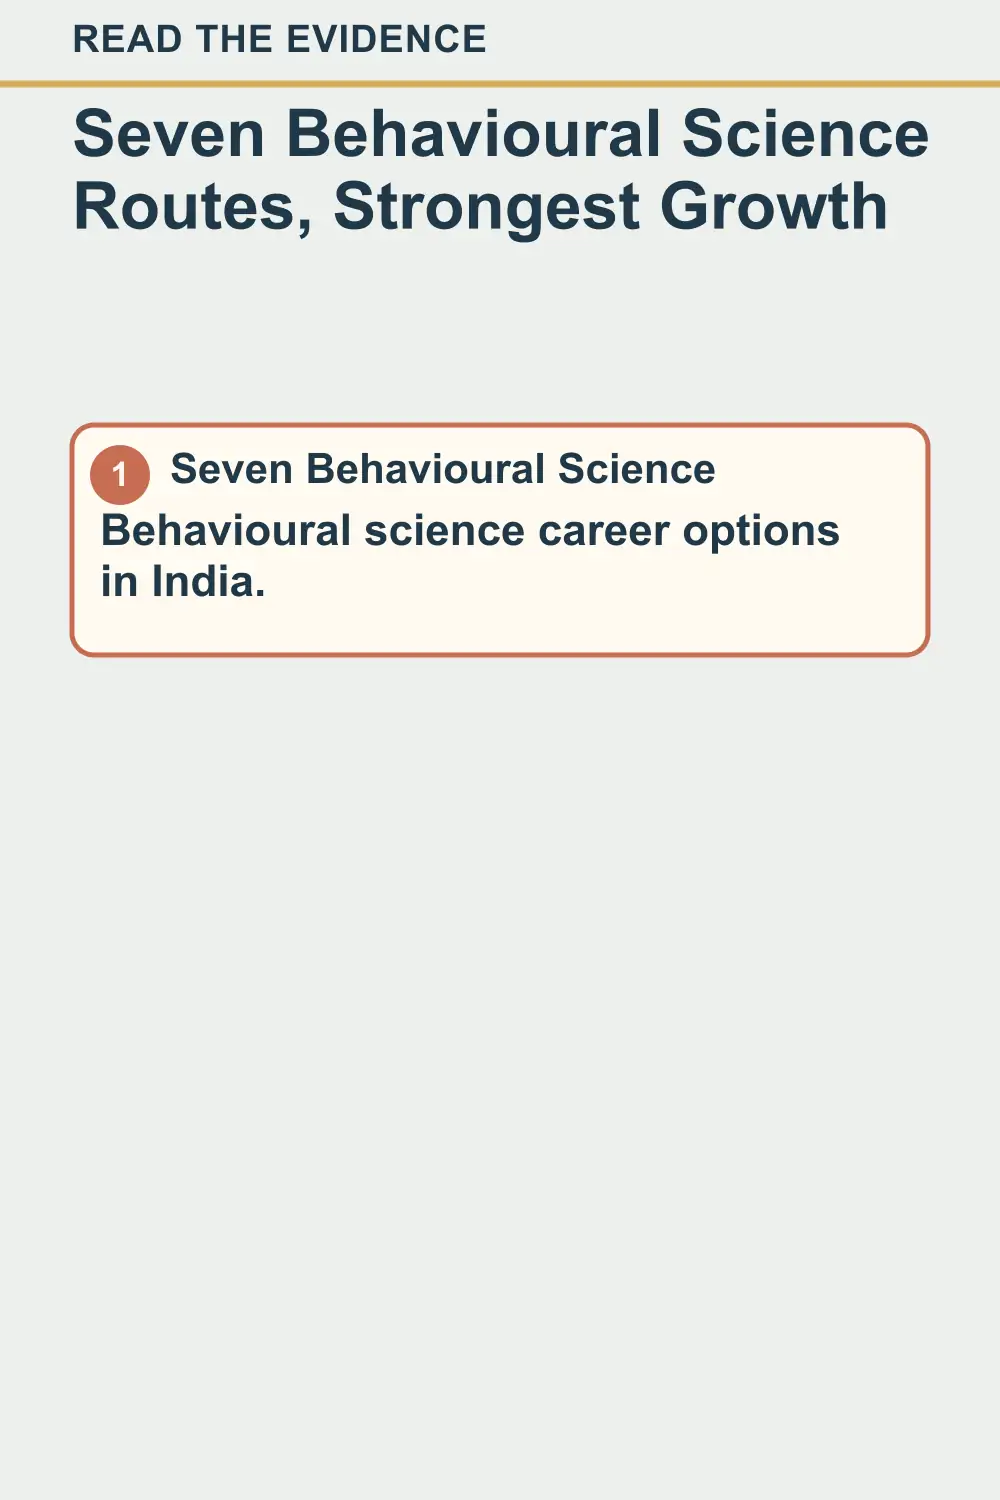 READ THE EVIDENCE
Seven Behavioural Science
Routes, Strongest Growth
1 Seven Behavioural Science
Behavioural science career options
in India.